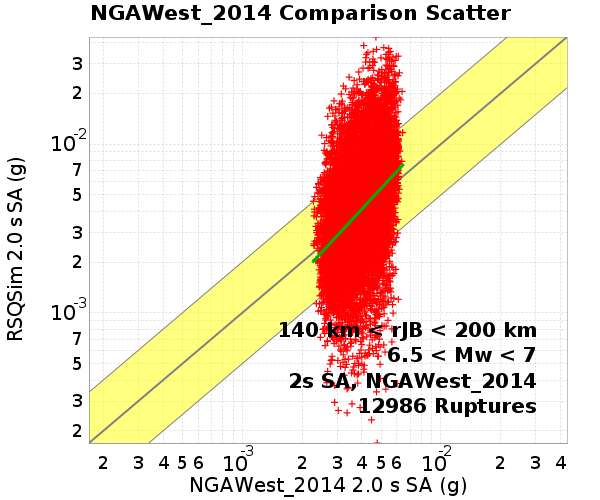 NGAWest_2014 Comparison Scatter
RSQSim 2.0 s SA (g)
3
2
10-2
7
5
3
2
10-3
7
5
3
2
140 km < rJB < 200 km
6.5 < Mw < 7
2s SA, NGAWest_2014
12986 Ruptures
2 3 4 5 6 10-3 2 3 4 5 6 10-2 2 3 4
NGAWest_2014 2.0 s SA (g)